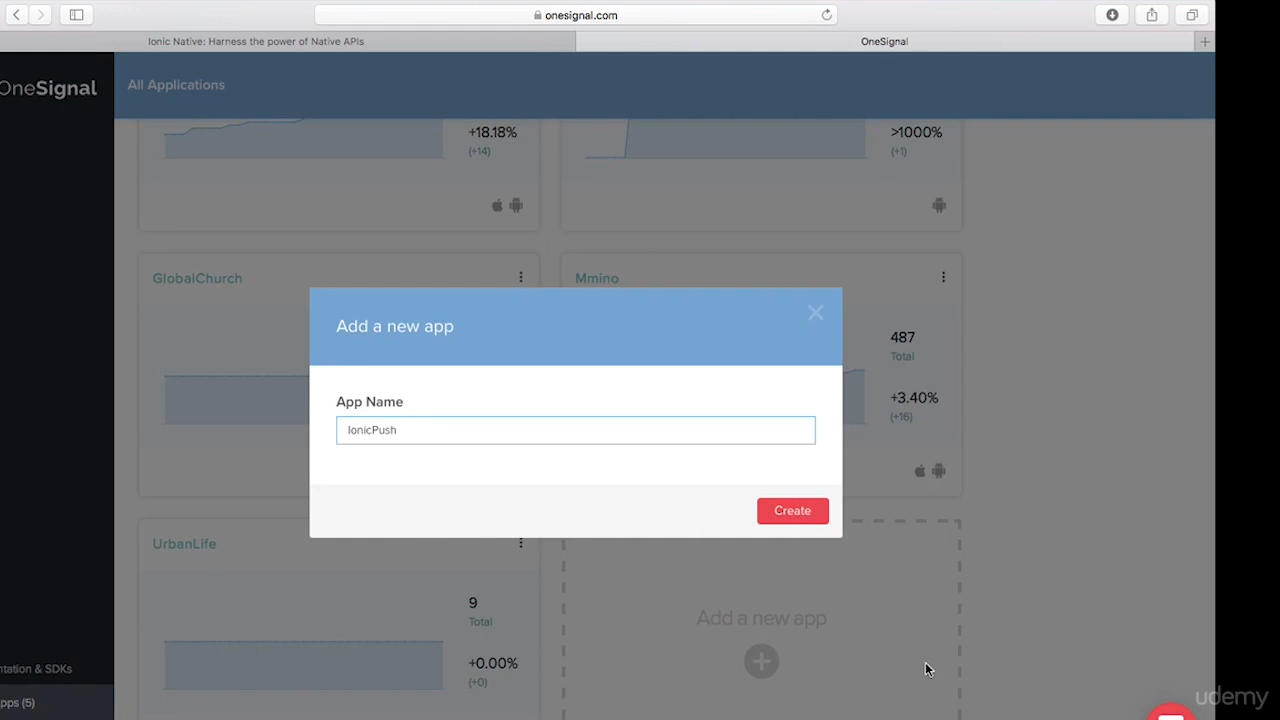 onesignal.com
Ionic Native: Harness the power of Native APIs
OneSignal
OneSignal
All Applications
+18.18%
(+14)
>1000%
(+1)
GlobalChurch
Mmino
Add a new app
487
Total
App Name
+3.40%
(+16)
IonicPush
Create
UrbanLife
9
Total
Add a new app
+0.00%
(+0)
ntation & SDKs
pps (5)
udemy